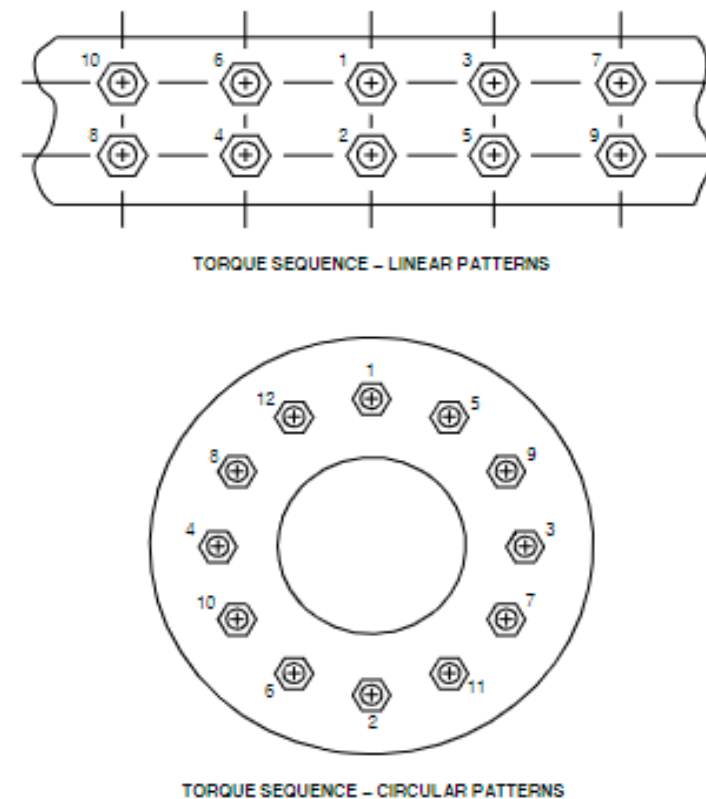 10 6 1 3 7
8 4 2 5 9
TORQUE SEQUENCE – LINEAR PATTERNS
1
12 5
8 9
4 3
10 7
6 11
2
TORQUE SEQUENCE – CIRCULAR PATTERNS